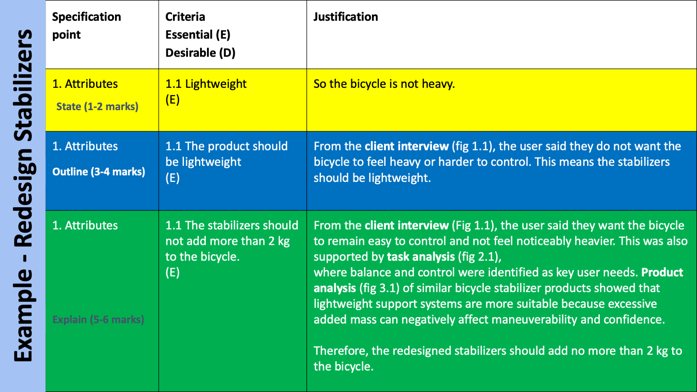 Example - Redesign Stabilizers
Specification
point
Criteria
Essential (E)
Desirable (D)
Justification
1. Attributes
State (1-2 marks)
1.1 Lightweight
(E)
So the bicycle is not heavy.
1. Attributes
Outline (3-4 marks)
1.1 The product should
be lightweight
(E)
From the client interview (fig 1.1), the user said they do not want the
bicycle to feel heavy or harder to control. This means the stabilizers
should be lightweight.
1. Attributes
Explain (5-6 marks)
1.1 The stabilizers should
not add more than 2 kg
to the bicycle.
(E)
From the client interview (Fig 1.1), the user said they want the bicycle
to remain easy to control and not feel noticeably heavier. This was also
supported by task analysis (fig 2.1),
where balance and control were identified as key user needs. Product
analysis (fig 3.1) of similar bicycle stabilizer products showed that
lightweight support systems are more suitable because excessive
added mass can negatively affect maneuverability and confidence.
Therefore, the redesigned stabilizers should add no more than 2 kg to
the bicycle.